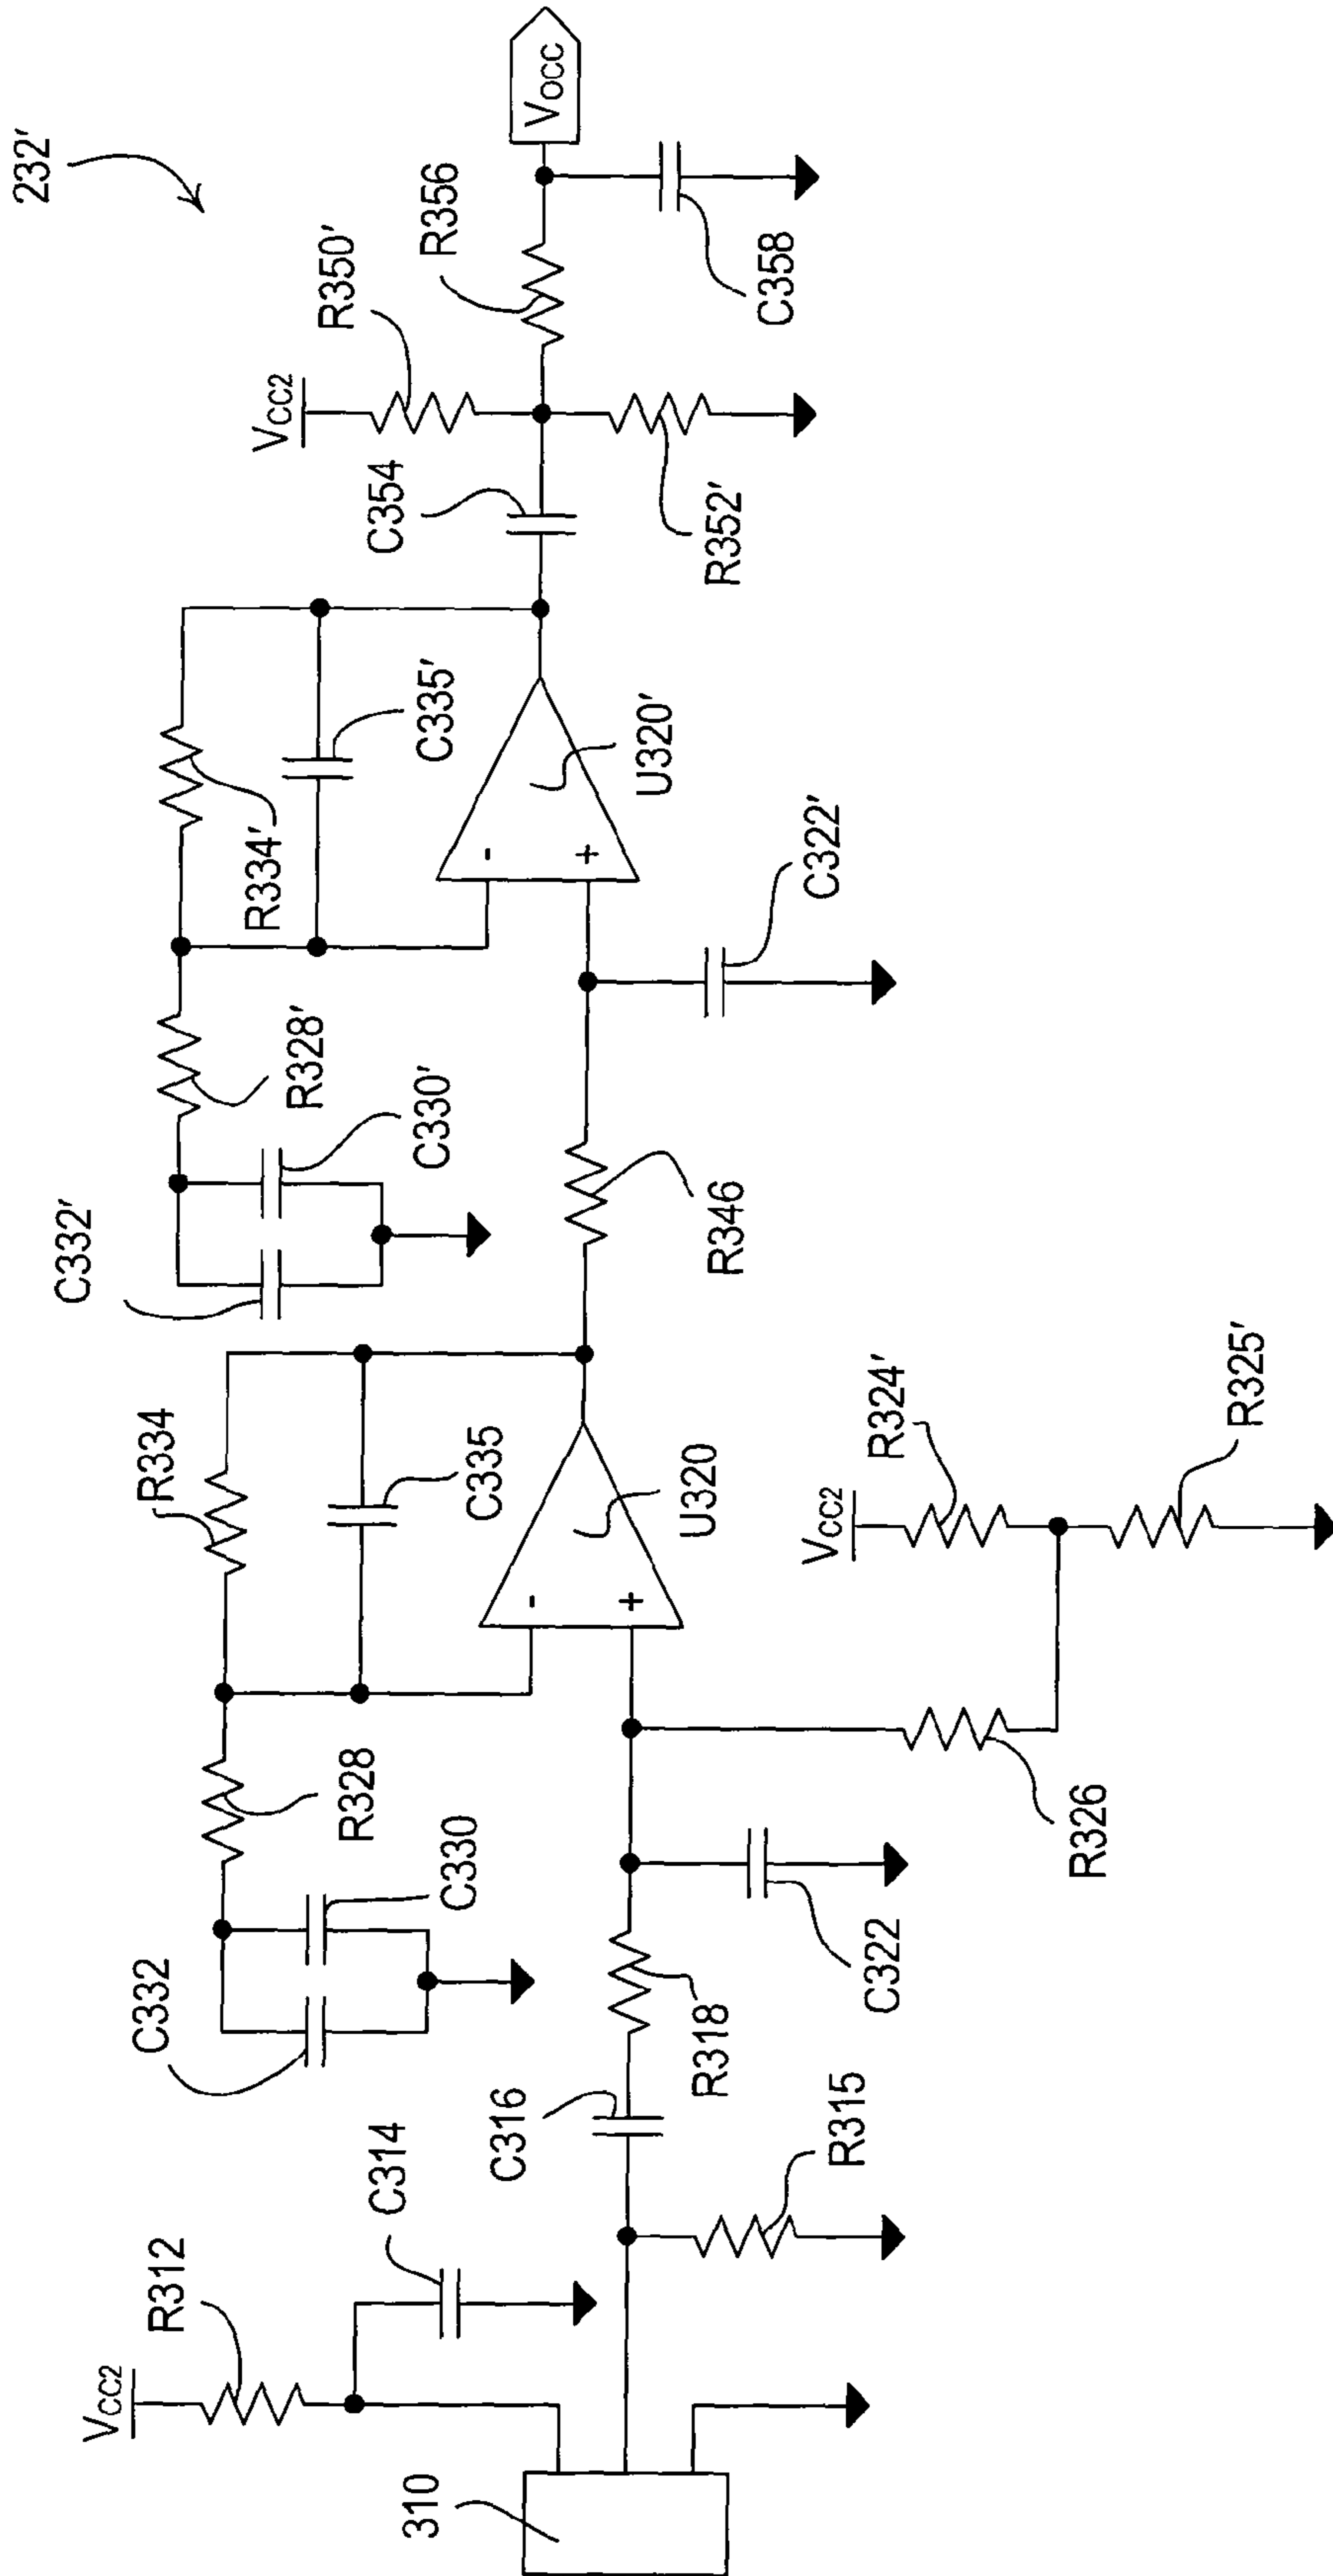 232'
VCC2
R312
C314
310
R315
C316
R318
C322
C332
C330
R328
R334
C335
U320
R326
VCC2
R324'
R325'
R346
C332'
C330'
R328'
R334'
C335'
U320'
C322'
C354
VCC2
R350'
R352'
R356
C358
VOCC
-
+
-
+